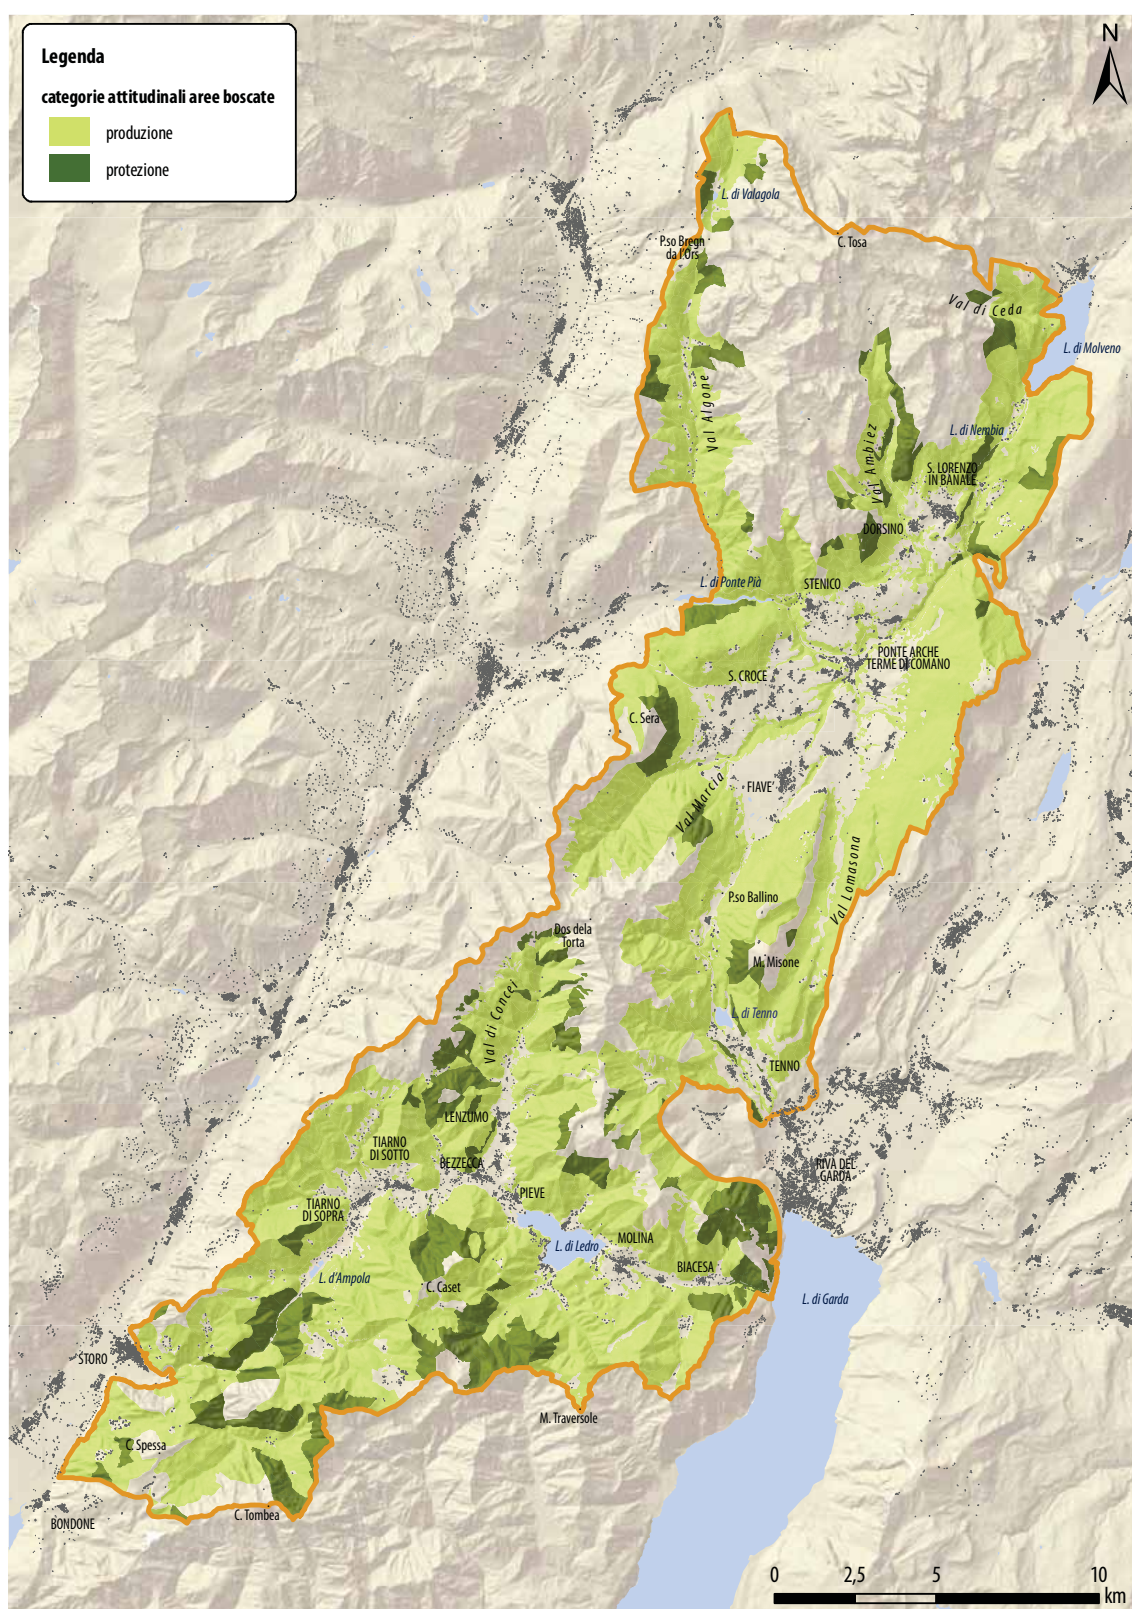 Legenda
categorie attitudinali aree boscate
produzione
protezione
N
L. di Valagola
P.so Bregn
da l'Ors
C. Tosa
Val di Ceda
L. di Molveno
Val Algone
L. di Nembia
Val Ambiez
S. LORENZO
IN BANALE
DORSINO
L. di Ponte Pià
STENICO
PONTE ARCHE
TERME DI COMANO
S. CROCE
C. Sera
FIAVE'
Val Marcia
Val Lomasona
P.so Ballino
Dos dela
Torta
M. Misone
Val di Concei
L. di Tenno
TENNO
LENZUMO
TIARNO
DI SOTTO
BEZZECCA
RIVA DEL
GARDA
PIEVE
TIARNO
DI SOPRA
MOLINA
L. di Ledro
BIACESA
L. d'Ampola
C. Caset
L. di Garda
STORO
M. Traversole
C. Spessa
C. Tombea
BONDONE
0 2,5 5 10
km